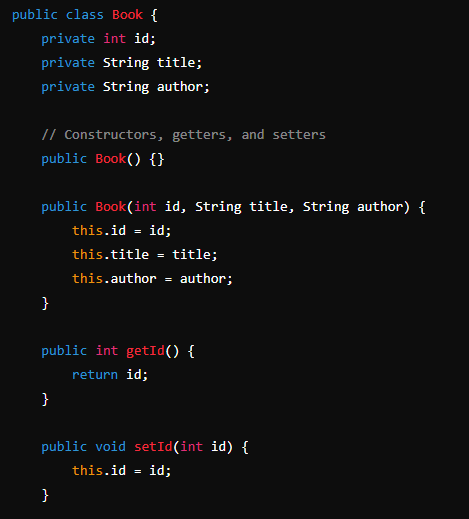 public class Book {
    private int id;
    private String title;
    private String author;

    // Constructors, getters, and setters
    public Book() {}

    public Book(int id, String title, String author) {
        this.id = id;
        this.title = title;
        this.author = author;
    }

    public int getId() {
        return id;
    }

    public void setId(int id) {
        this.id = id;
    }